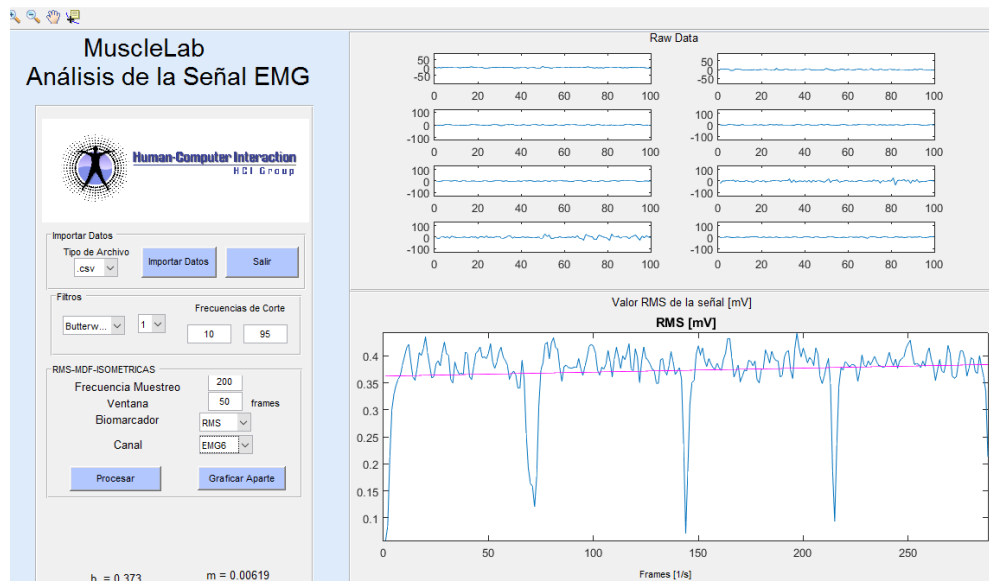 MuscleLab
Análisis de la Señal EMG
Human-Computer Interaction
HCI Group
Importar Datos
Tipo de Archivo
.csv
Importar Datos
Salir
Filtros
Frecuencias de Corte
Butterw...
1
10
95
RMS-MDF-ISOMETRICAS
Frecuencia Muestreo
200
Ventana
50
frames
Biomarcador
RMS
Canal
EMG6
Procesar
Graficar Aparte
m = 0.00619
Raw Data
50
0
-50
0 20 40 60 80 100
50
0
-50
0 20 40 60 80 100
100
0
-100
0 20 40 60 80 100
100
0
-100
0 20 40 60 80 100
100
0
-100
0 20 40 60 80 100
100
0
-100
0 20 40 60 80 100
100
0
-100
0 20 40 60 80 100
100
0
-100
0 20 40 60 80 100
Valor RMS de la señal [mV]
RMS [mV]
0.4
0.35
0.3
0.25
0.2
0.15
0.1
0 50 100 150 200 250
Frames [1/s]